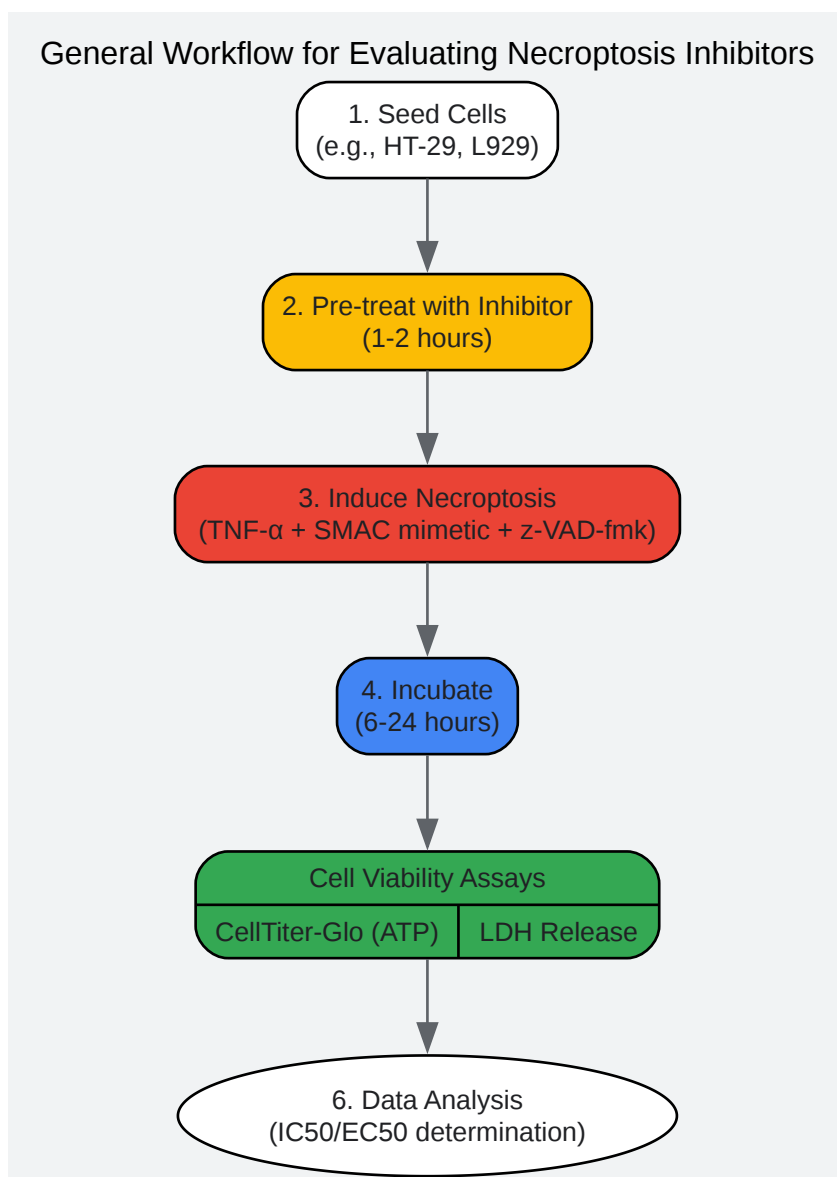 General Workflow for Evaluating Necroptosis Inhibitors
1. Seed Cells
(e.g., HT-29, L929)
2. Pre-treat with Inhibitor
(1-2 hours)
3. Induce Necroptosis
(TNF-α + SMAC mimetic + z-VAD-fmk)
4. Incubate
(6-24 hours)
Cell Viability Assays
CellTiter-Glo (ATP)
LDH Release
6. Data Analysis
(IC50/EC50 determination)